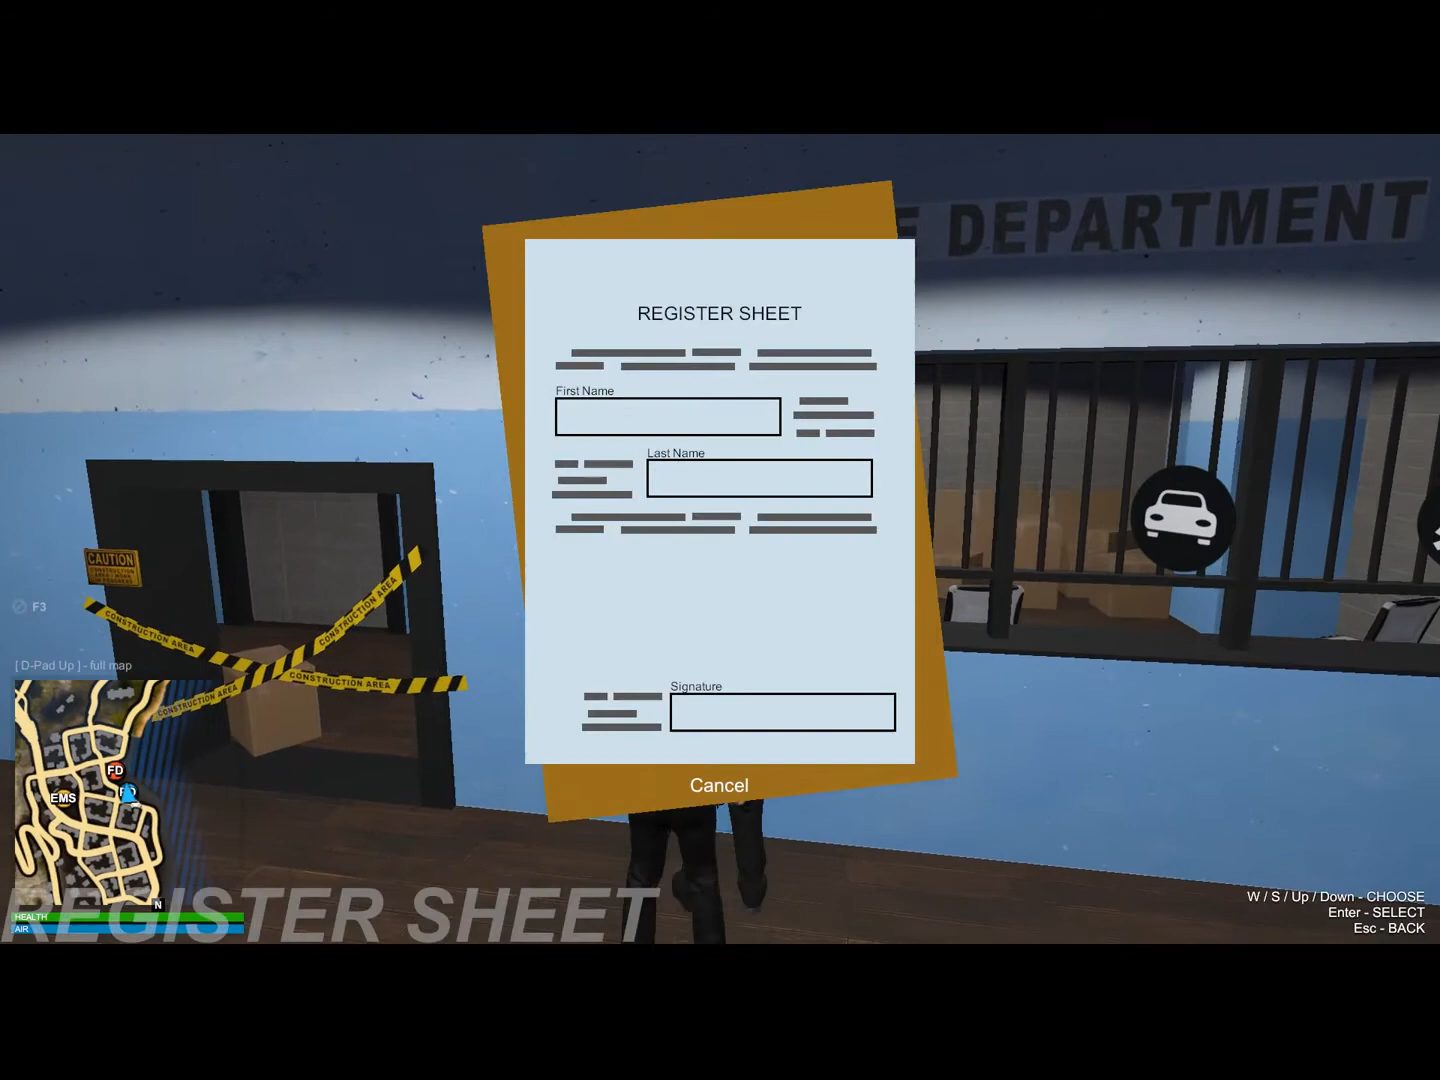 DEPARTMENT
REGISTER SHEET
First Name
Last Name
Signature
Cancel
CAUTION
CONSTRUCTION
CONSTRUCTION AREA
CONSTRUCTION AREA
CONSTRUCTION AREA
CONSTRUCTION AREA
F3
[ D-Pad Up ] - full map
FD
EMS
N
HEALTH
AIR
REGISTER SHEET
W / S / Up / Down - CHOOSE
Enter - SELECT
Esc - BACK